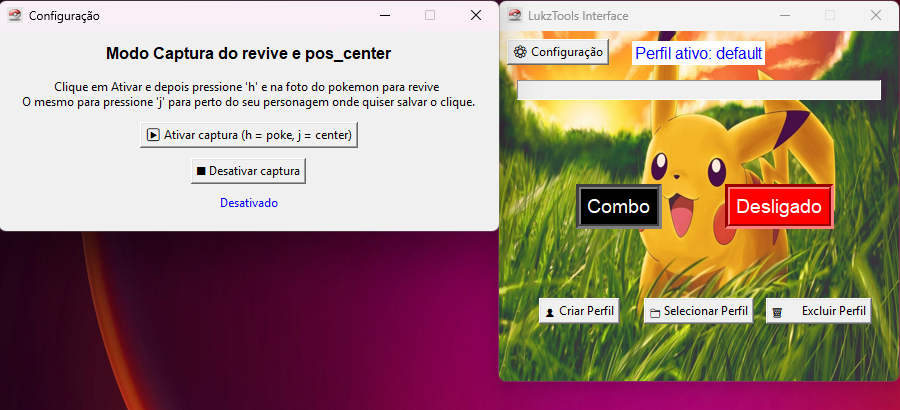 Configuração
Modo Captura do revive e pos_center
Clique em Ativar e depois pressione 'h' e na foto do pokemon para revive
O mesmo para pressione 'j' para perto do seu personagem onde quiser salvar o clique.
Ativar captura (h = poke, j = center)
Desativar captura
Desativado
LukzTools Interface
Configuração
Perfil ativo: default
Combo
Desligado
Criar Perfil
Selecionar Perfil
Excluir Perfil